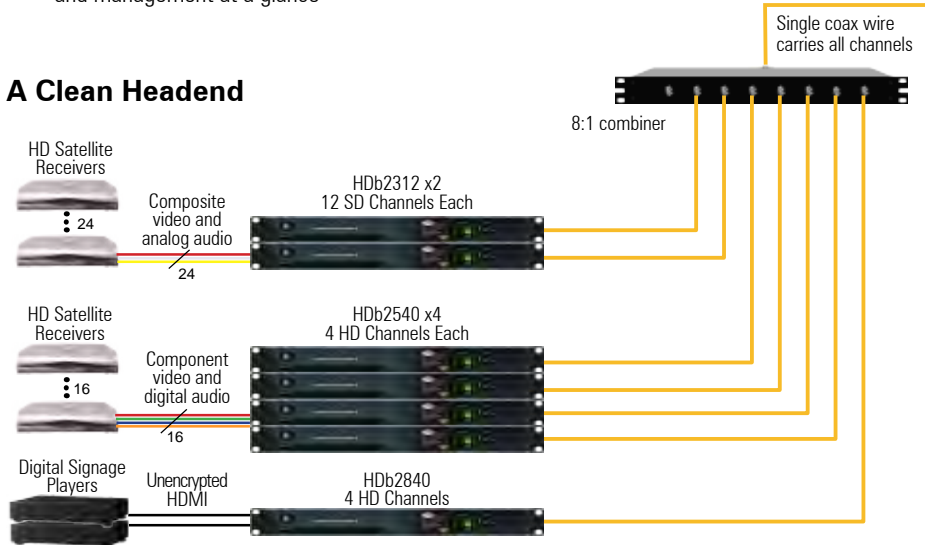 and management at a glance
Single coax wire
carries all channels
A Clean Headend
8:1 combiner
HD Satellite
Receivers
24
Composite
video and
analog audio
24
HDb2312 x2
12 SD Channels Each
HD Satellite
Receivers
16
Component
video and
digital audio
16
HDb2540 x4
4 HD Channels Each
Digital Signage
Players
Unencrypted
HDMI
HDb2840
4 HD Channels